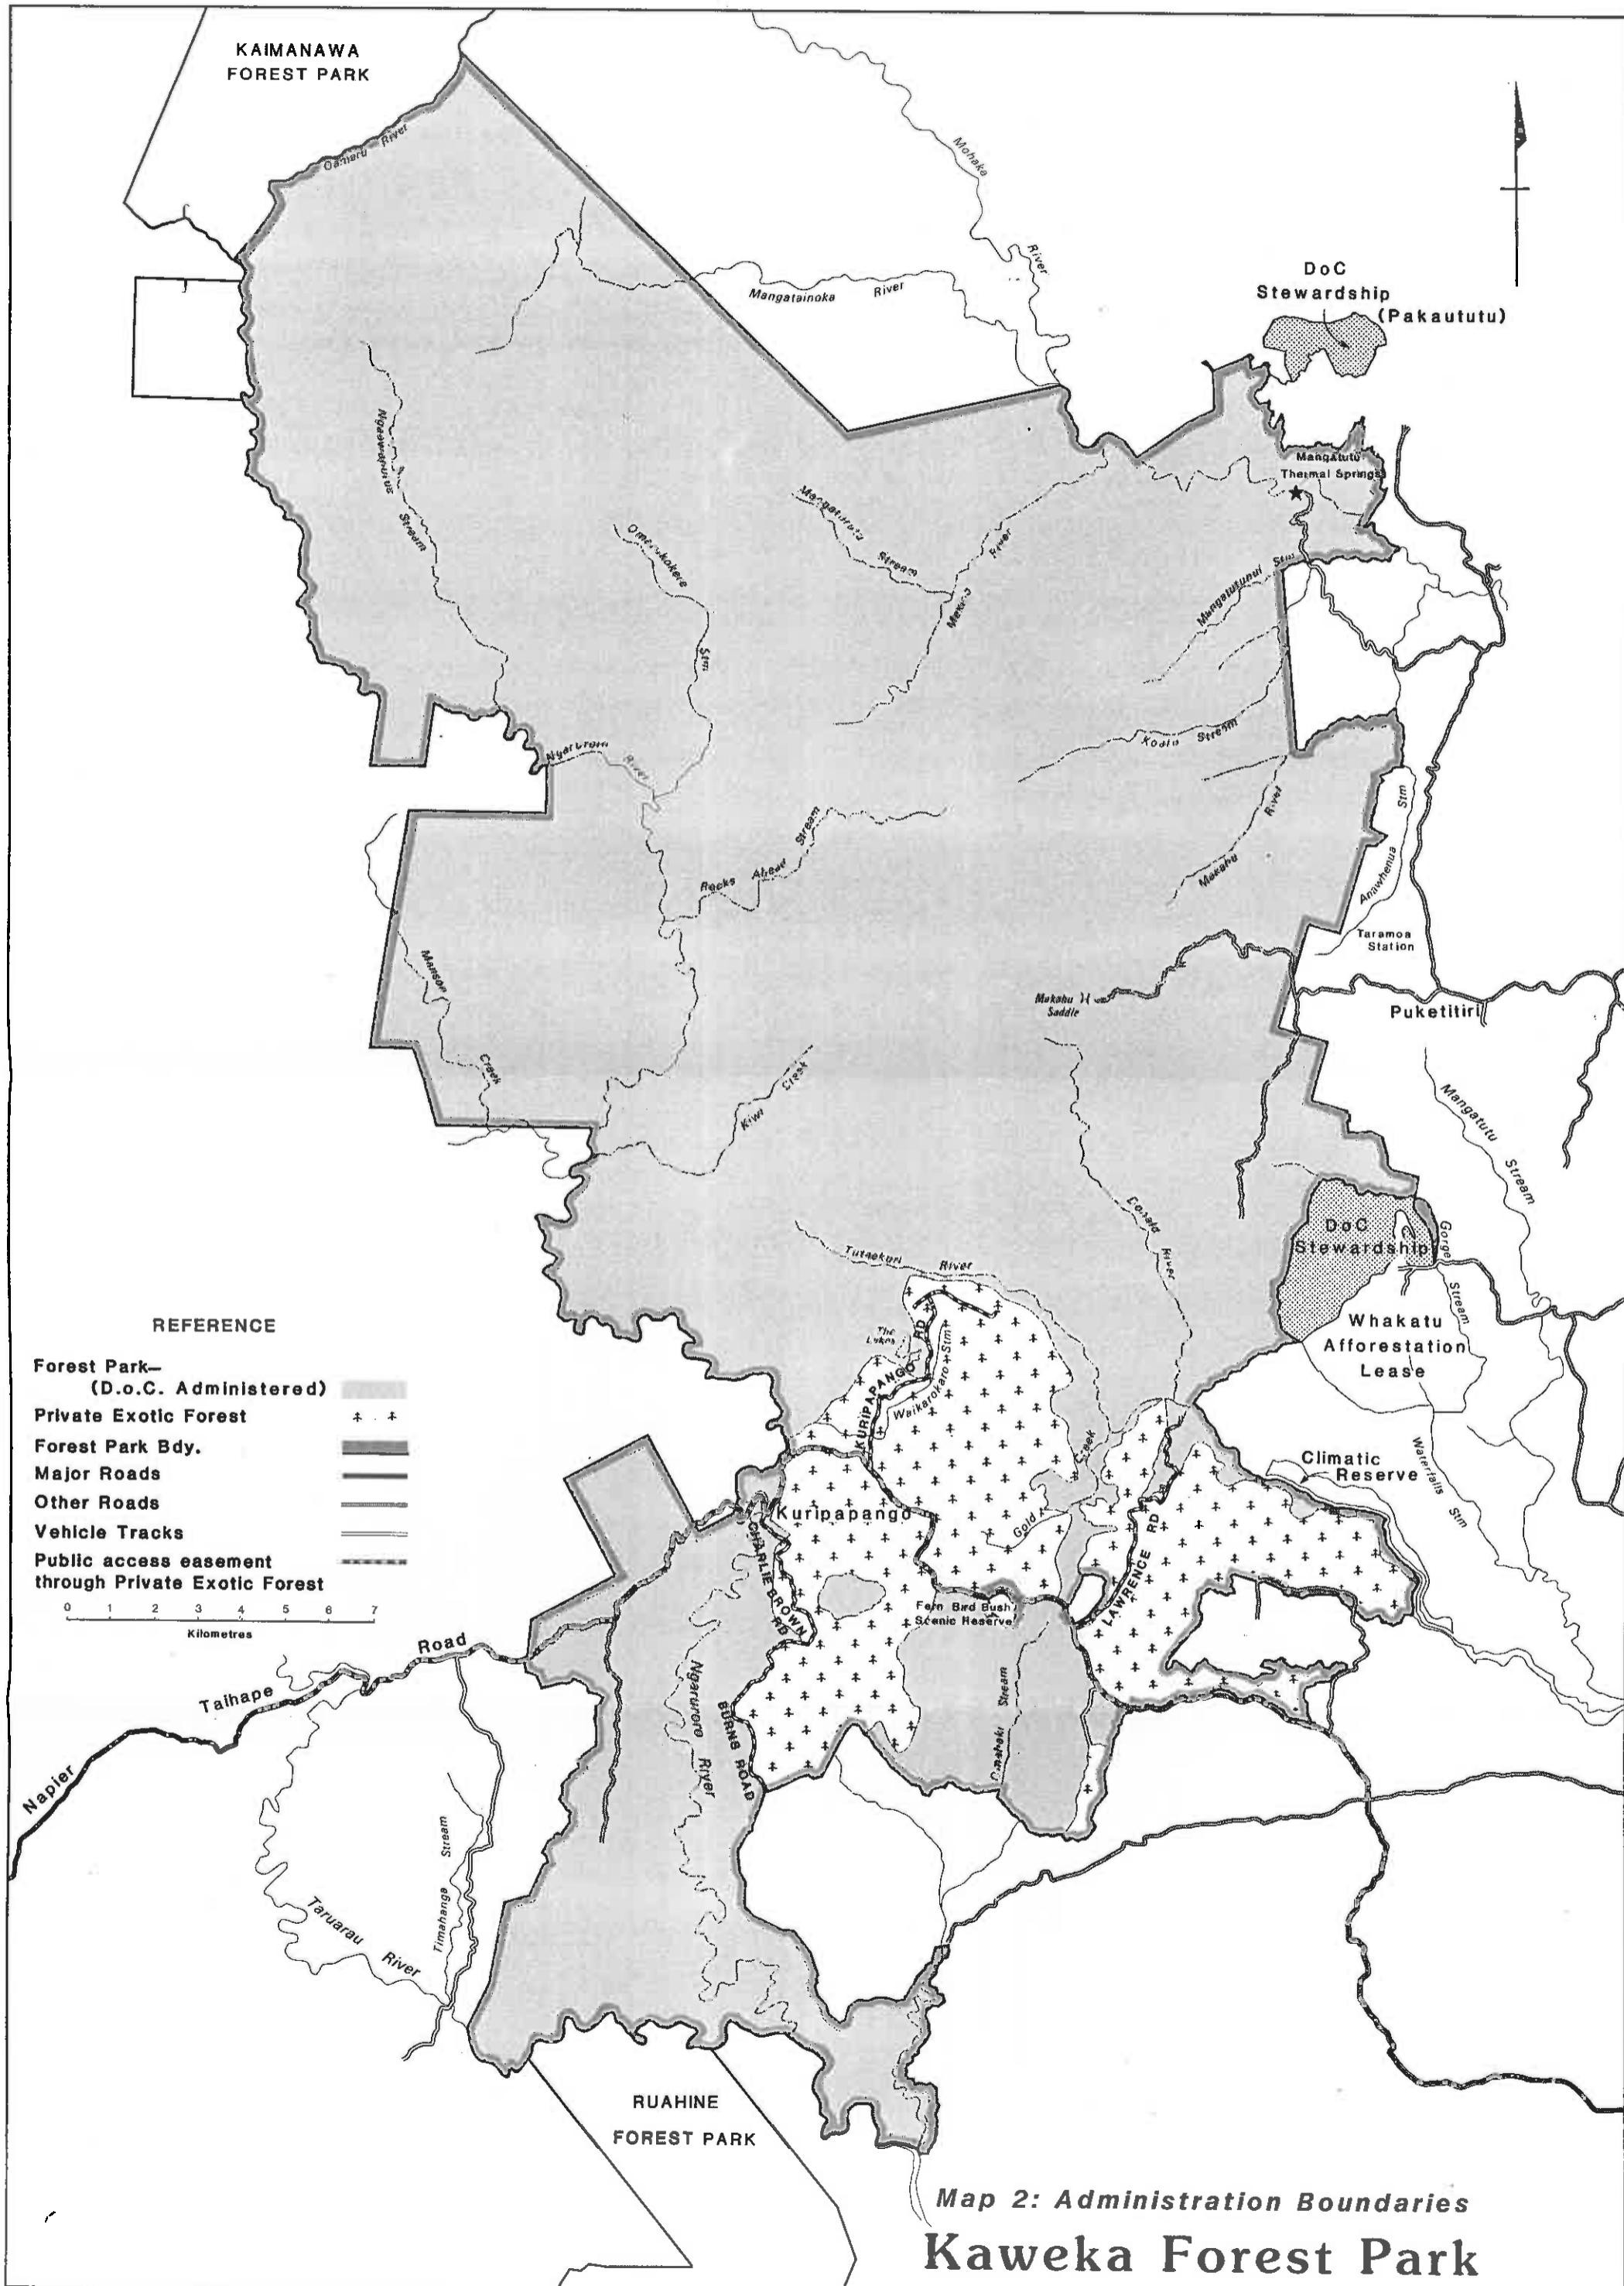 KAIMANAWA
FOREST PARK
Oamaru River
Mohaka
River
Mangatainoka River
DoC
Stewardship
(Pakaututu)
Mangatutu
Thermal Springs
Ngaawapurua
Stream
Mangaturutu
Stream
Omarukokere
Stm
Makino
River
Mangatutunui Stm
Ngaruroro
River
Kodlu Stream
Makahu
River
Rocks Ahead Stream
Anawhenua Stm
Taramoa
Station
Manson
Creek
Makahu
Saddle
Puketitiri
Kiwi Creek
Mangatutu
Stream
Donald
River
DoC
Stewardship
Gorge
Stream
Tutaekuri River
The
Lakes
KURIPAPANGO RD
Waikarokaro Stm
Whakatu
Afforestation
Lease
REFERENCE
Forest Park–
(D.o.C. Administered)
Private Exotic Forest
Forest Park Bdy.
Major Roads
Other Roads
Vehicle Tracks
Public access easement
through Private Exotic Forest
0 1 2 3 4 5 6 7
Kilometres
Climatic
Reserve
Waterfalls
Stm
Gold Creek
Kuripapango
CHARLIE BROWN
RD
LAWRENCE RD
Fern Bird Bush
Scenic Reserve
Napier
Taihape
Road
Ngaruroro
River
BURNS ROAD
Omahaki Stream
Timahanga Stream
Taruarau
River
RUAHINE
FOREST PARK
Map 2: Administration Boundaries
Kaweka Forest Park